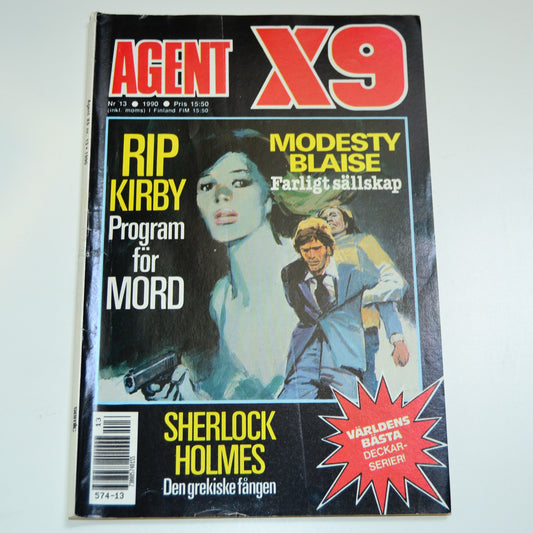 AGENT X9
Nr 13 ● 1990 ● Pris 15:50
(inkl. moms) I Finland FIM 15:50
RIP
KIRBY
Program
för
MORD
MODESTY
BLAISE
Farligt sällskap
SHERLOCK
HOLMES
Den grekiske fången
VÄRLDENS
BÄSTA
DECKAR-
SERIER!
13
574-13